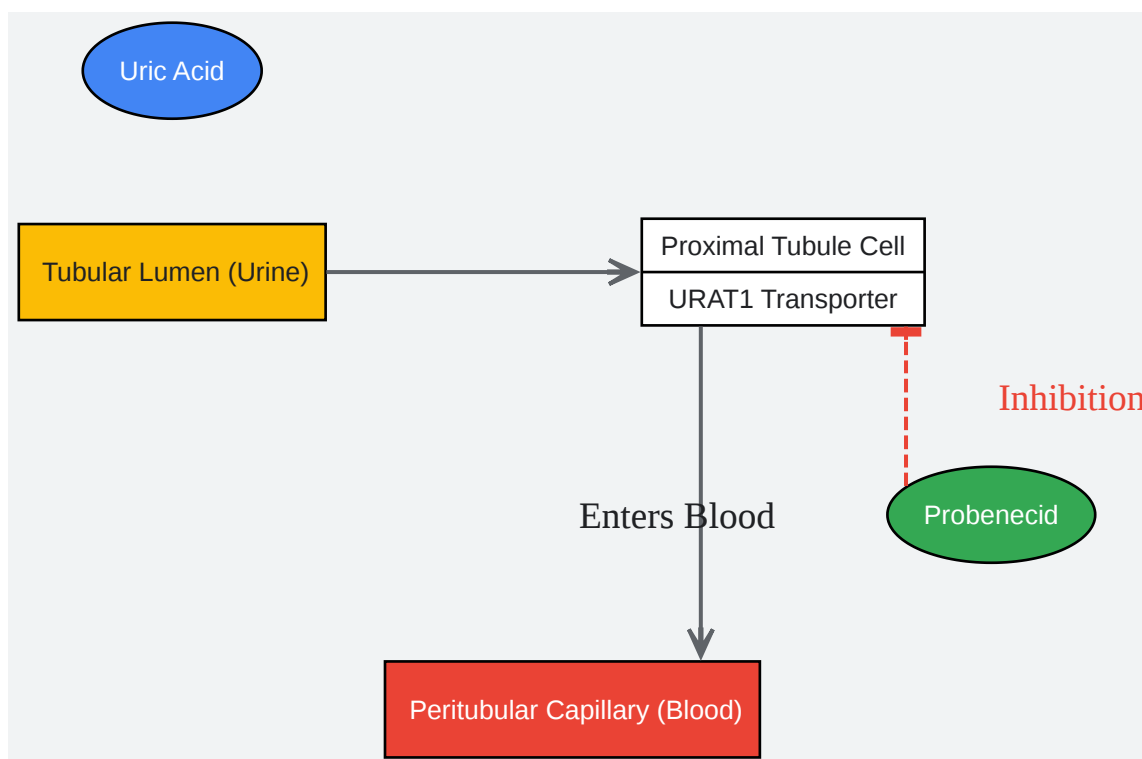 Uric Acid
Tubular Lumen (Urine)
Proximal Tubule Cell
URAT1 Transporter
Inhibition
Enters Blood
Probenecid
Peritubular Capillary (Blood)